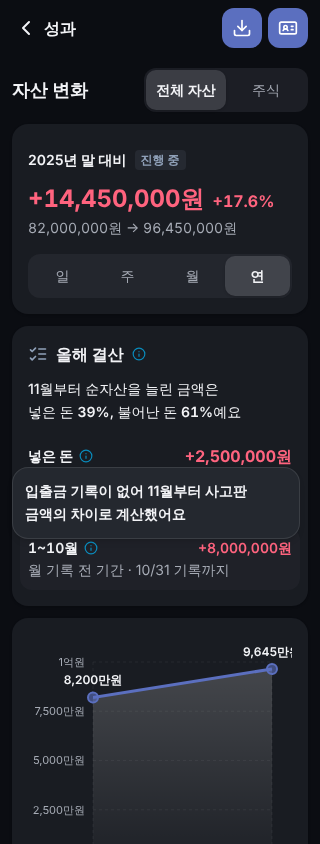 성과
자산 변화
전체 자산
주식
2025년 말 대비
진행 중
+14,450,000원 +17.6%
82,000,000원 → 96,450,000원
일
주
월
연
올해 결산
11월부터 순자산을 늘린 금액은
넣은 돈 39%, 불어난 돈 61%예요
넣은 돈
+2,500,000원
입출금 기록이 없어 11월부터 사고판
금액의 차이로 계산했어요
1~10월
+8,000,000원
월 기록 전 기간 · 10/31 기록까지
9,645만원
1억원
8,200만원
7,500만원
5,000만원
2,500만원